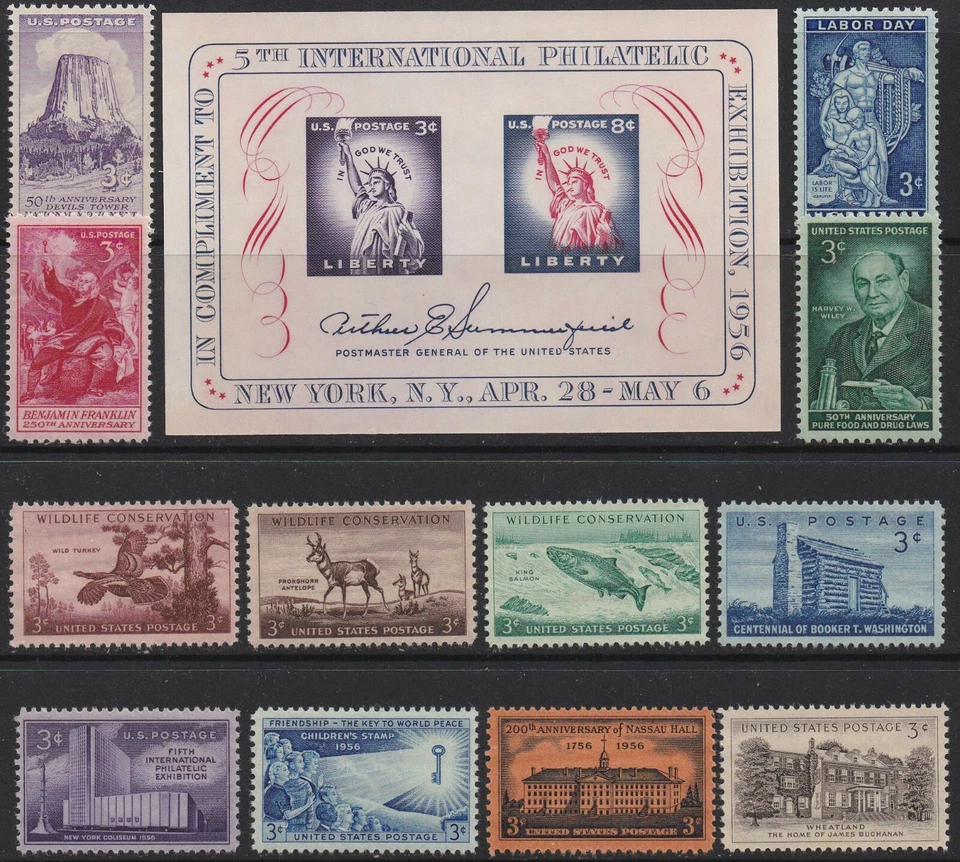 U.S. POSTAGE
3¢
50th ANNIVERSARY
DEVILS TOWER
5TH INTERNATIONAL PHILATELIC
IN COMPLIMENT TO
EXHIBITION, 1956
U.S. POSTAGE 3¢
IN GOD WE TRUST
LIBERTY
U.S. POSTAGE 8¢
IN GOD WE TRUST
LIBERTY
Arthur E. Summerfield
POSTMASTER GENERAL OF THE UNITED STATES
NEW YORK, N.Y., APR. 28 - MAY 6
LABOR DAY
LABOR
IS LIFE
CARLYLE
3¢
U.S. POSTAGE
3¢
BENJAMIN FRANKLIN
250TH ANNIVERSARY
UNITED STATES POSTAGE
3¢
HARVEY W.
WILEY
50TH ANNIVERSARY
PURE FOOD AND DRUG LAWS
WILDLIFE CONSERVATION
WILD TURKEY
3¢ UNITED STATES POSTAGE 3¢
WILDLIFE CONSERVATION
PRONGHORN
ANTELOPE
3¢ UNITED STATES POSTAGE 3¢
WILDLIFE CONSERVATION
KING
SALMON
3¢ UNITED STATES POSTAGE 3¢
U.S. POSTAGE
3¢
CENTENNIAL OF BOOKER T. WASHINGTON
3¢ U.S. POSTAGE
FIFTH
INTERNATIONAL
PHILATELIC
EXHIBITION
NEW YORK COLISEUM 1956
FRIENDSHIP - THE KEY TO WORLD PEACE
CHILDREN'S STAMP
1956
3¢ UNITED STATES POSTAGE 3¢
200th ANNIVERSARY of NASSAU HALL
1756 1956
3¢ UNITED STATES POSTAGE 3¢
UNITED STATES POSTAGE 3¢
WHEATLAND
THE HOME OF JAMES BUCHANAN